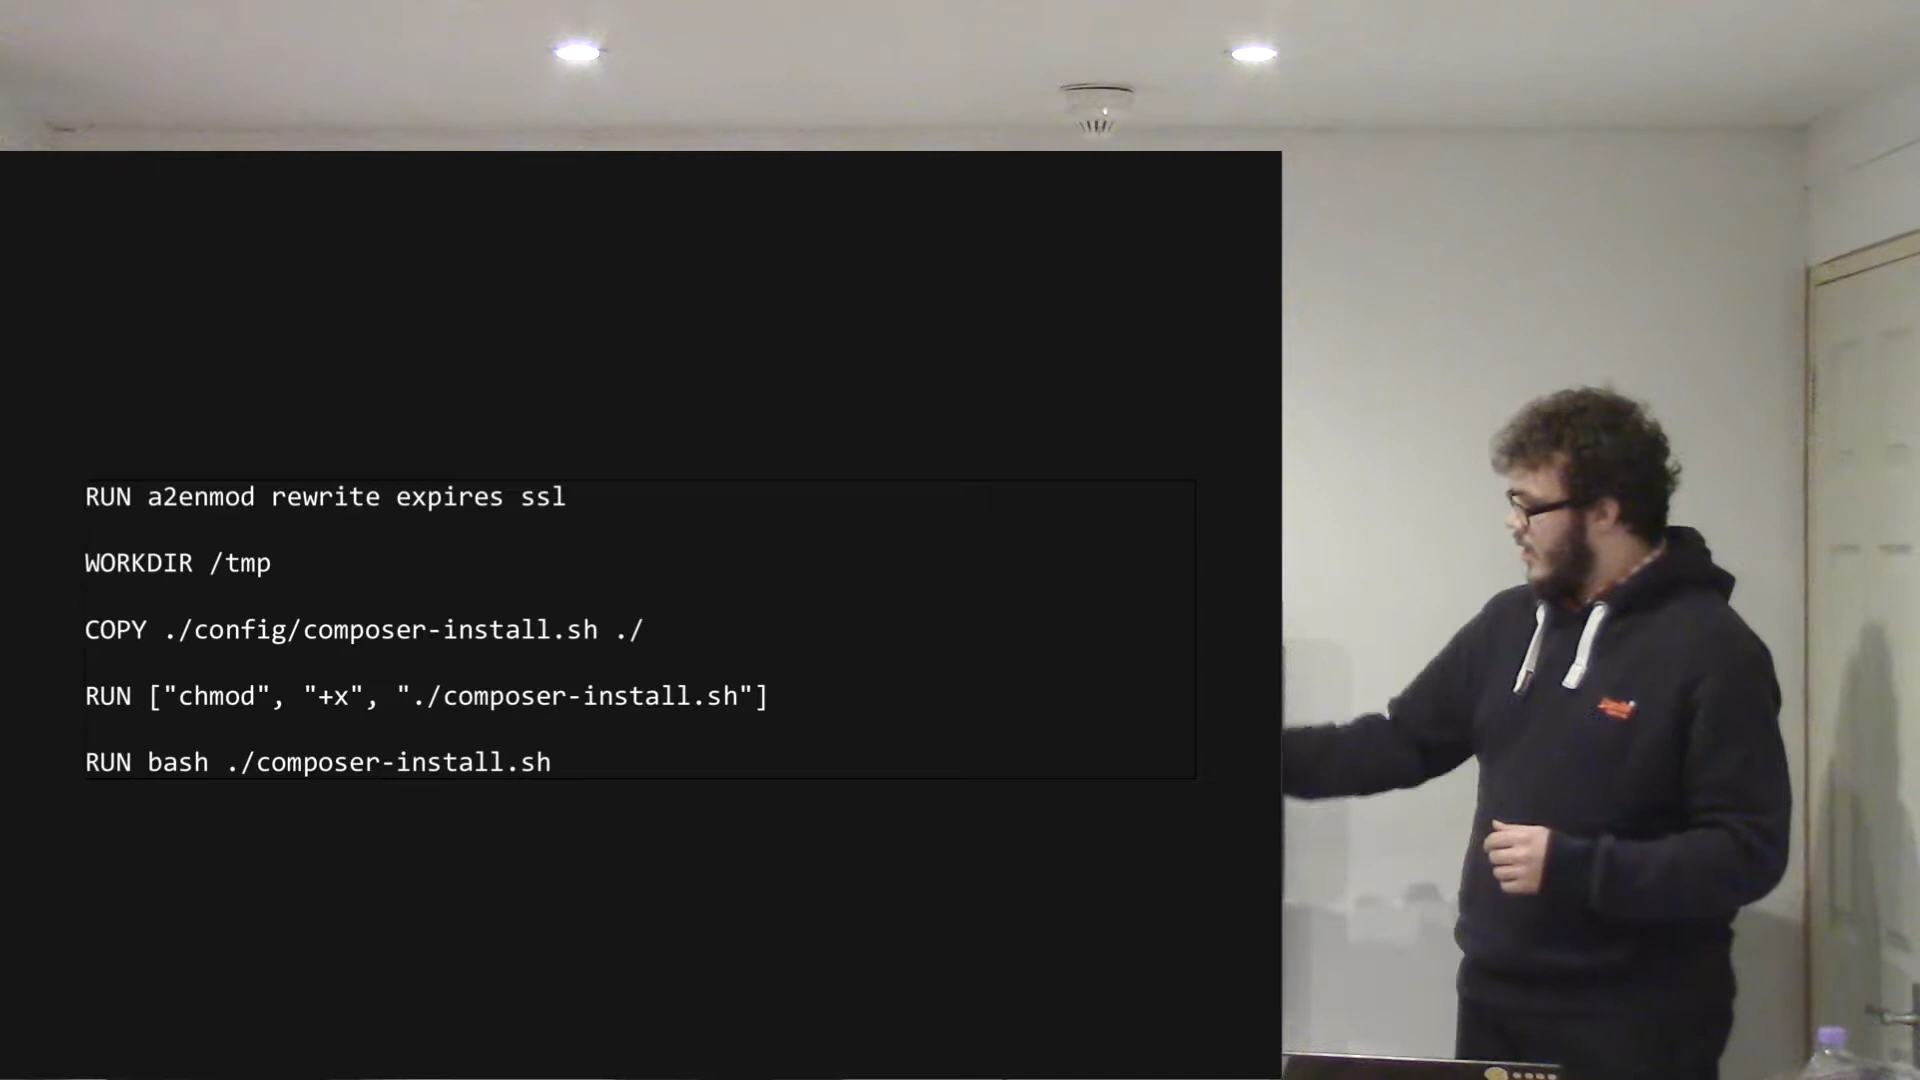 RUN a2enmod rewrite expires ssl
WORKDIR /tmp
COPY ./config/composer-install.sh ./
RUN ["chmod", "+x", "./composer-install.sh"]
RUN bash ./composer-install.sh